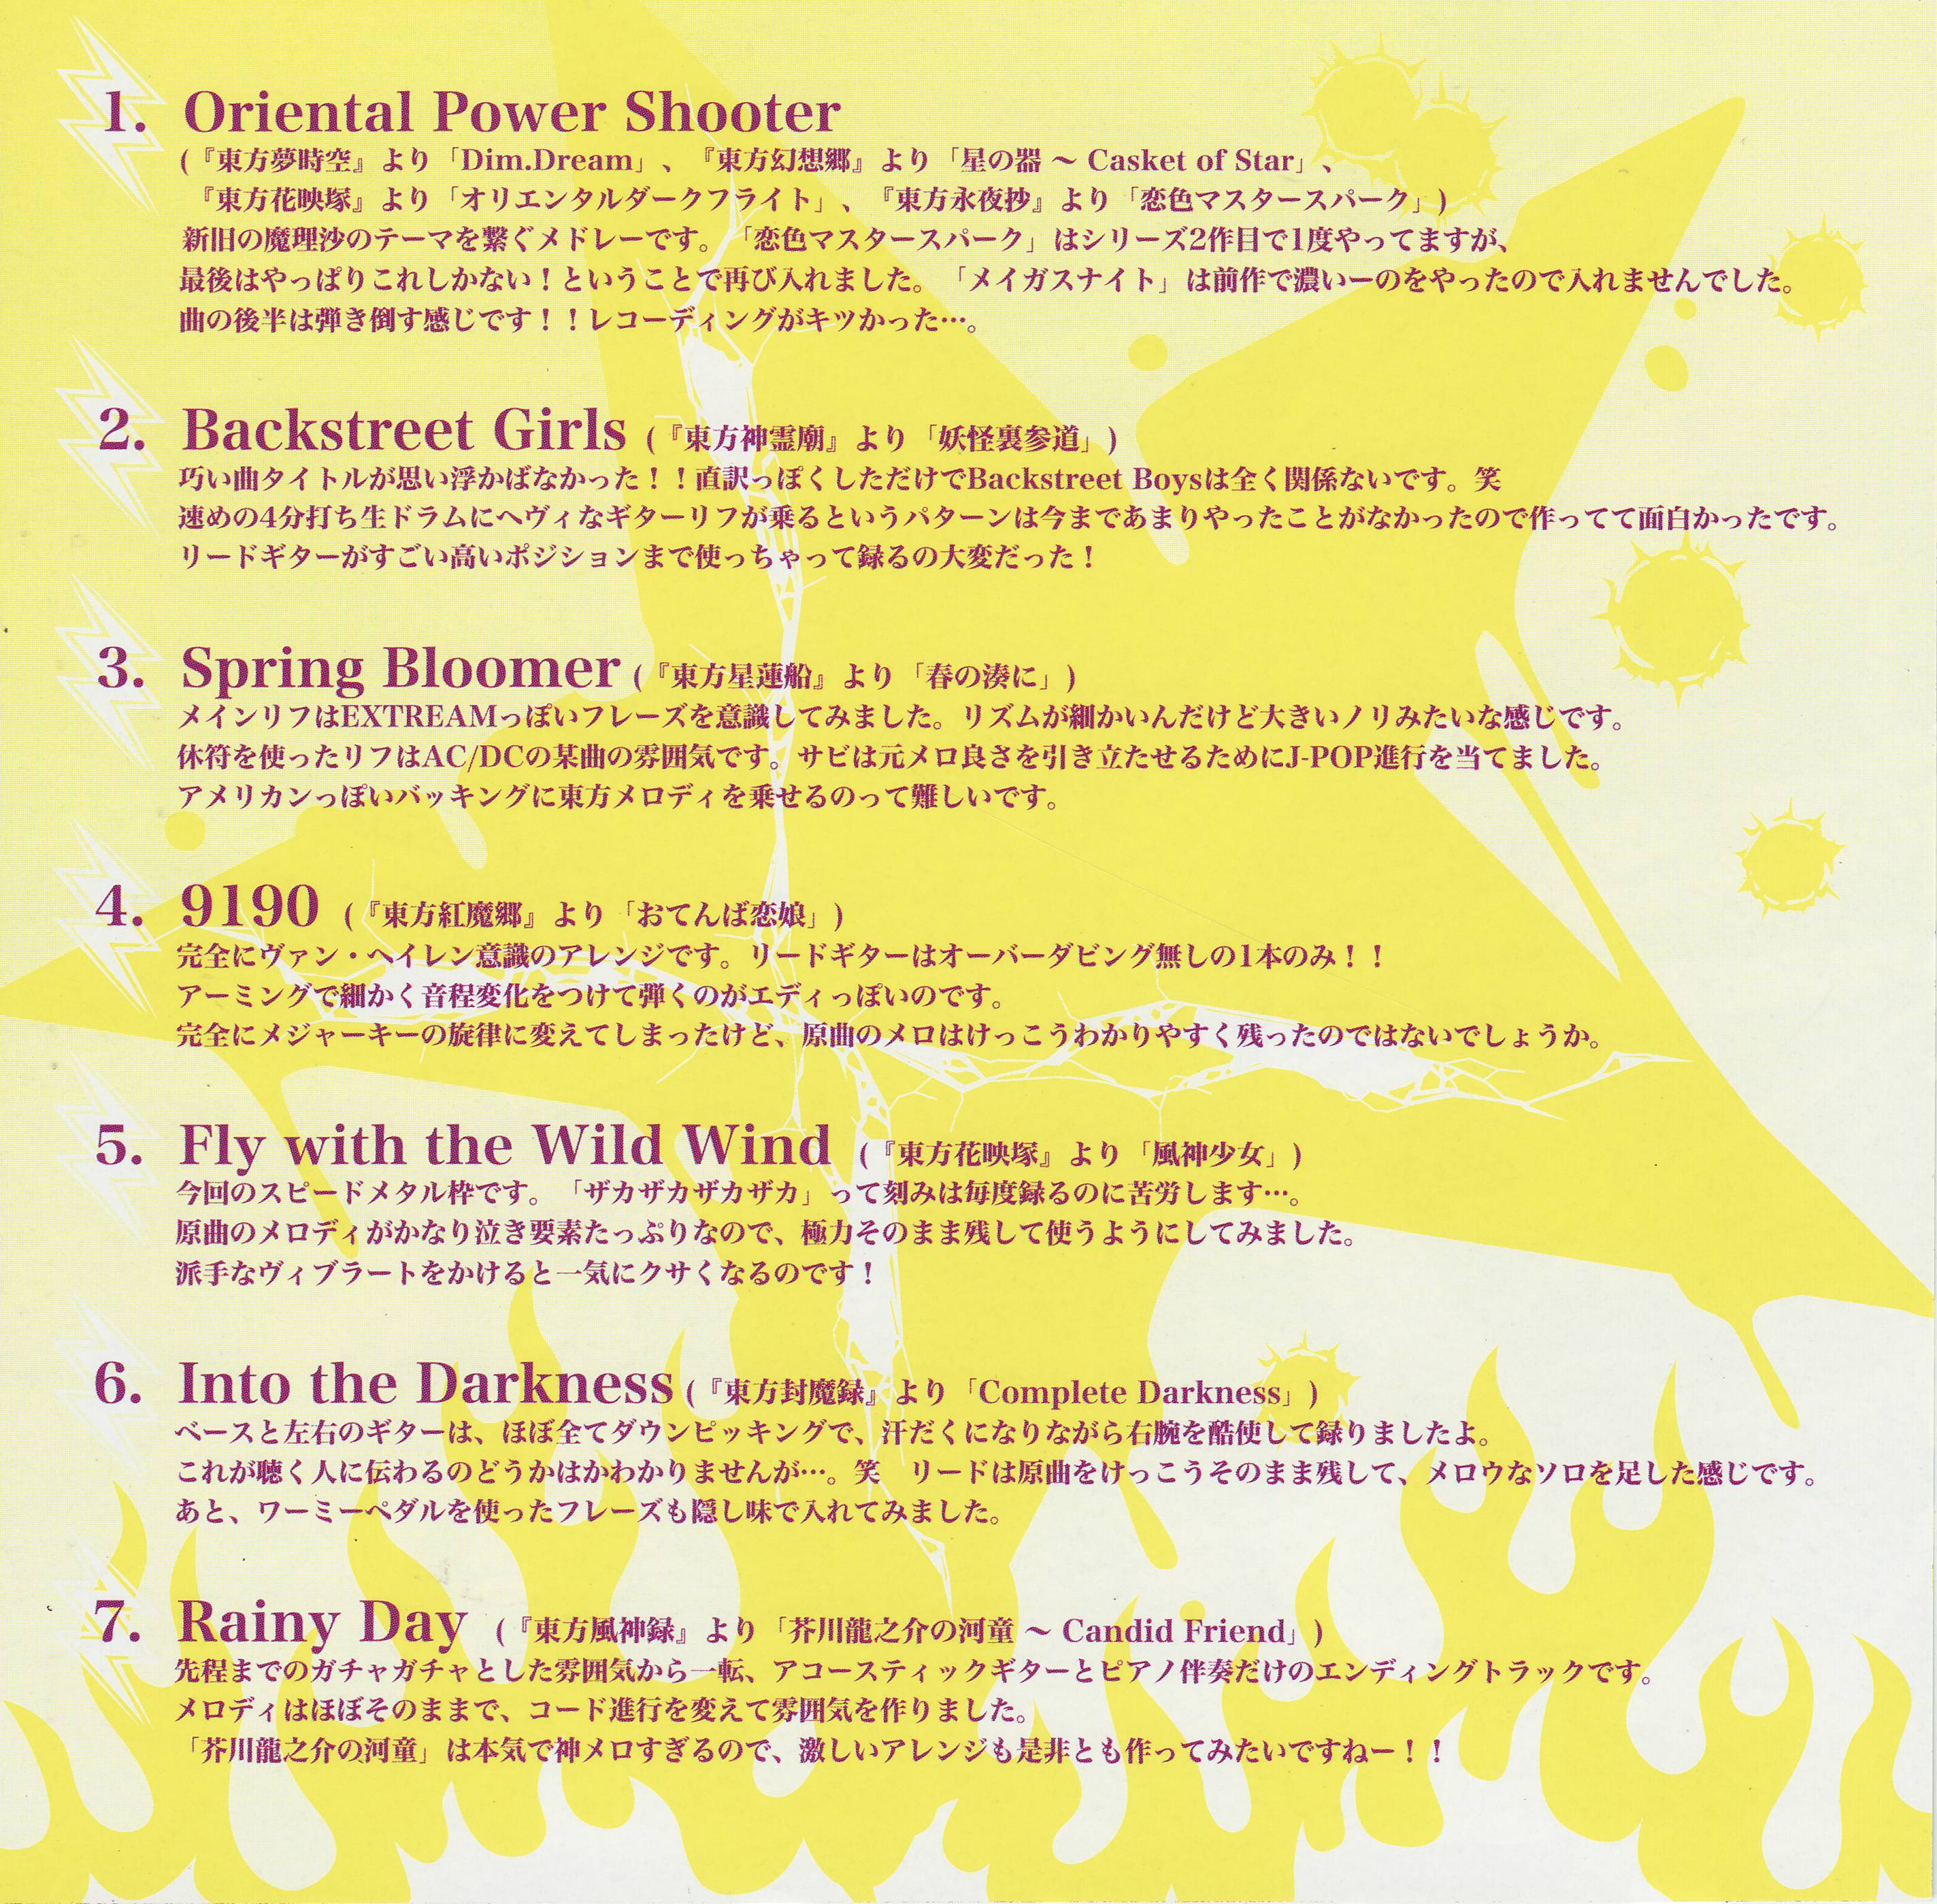 1. Oriental Power Shooter
(『東方夢時空』より「Dim.Dream」、『東方幻想郷』より「星の器 ～ Casket of Star」、
『東方花映塚』より「オリエンタルダークフライト」、『東方永夜抄』より「恋色マスタースパーク」)
新旧の魔理沙のテーマを繋ぐメドレーです。「恋色マスタースパーク」はシリーズ2作目で1度やってますが、
最後はやっぱりこれしかない！ということで再び入れました。「メイガスナイト」は前作で濃いーのをやったので入れませんでした。
曲の後半は弾き倒す感じです！！レコーディングがキツかった…。
2. Backstreet Girls (『東方神霊廟』より「妖怪裏参道」)
巧い曲タイトルが思い浮かばなかった！！直訳っぽくしただけでBackstreet Boysは全く関係ないです。笑
速めの4分打ち生ドラムにヘヴィなギターリフが乗るというパターンは今まであまりやったことがなかったので作ってて面白かったです。
リードギターがすごい高いポジションまで使っちゃって録るの大変だった！
3. Spring Bloomer (『東方星蓮船』より「春の湊に」)
メインリフはEXTREAMっぽいフレーズを意識してみました。リズムが細かいんだけど大きいノリみたいな感じです。
休符を使ったリフはAC/DCの某曲の雰囲気です。サビは元メロ良さを引き立たせるためにJ-POP進行を当てました。
アメリカンっぽいバッキングに東方メロディを乗せるのって難しいです。
4. 9190 (『東方紅魔郷』より「おてんば恋娘」)
完全にヴァン・ヘイレン意識のアレンジです。リードギターはオーバーダビング無しの1本のみ！！
アーミングで細かく音程変化をつけて弾くのがエディっぽいのです。
完全にメジャーキーの旋律に変えてしまったけど、原曲のメロはけっこうわかりやすく残ったのではないでしょうか。
5. Fly with the Wild Wind (『東方花映塚』より「風神少女」)
今回のスピードメタル枠です。「ザカザカザカザカ」って刻みは毎度録るのに苦労します…。
原曲のメロディがかなり泣き要素たっぷりなので、極力そのまま残して使うようにしてみました。
派手なヴィブラートをかけると一気にクサくなるのです！
6. Into the Darkness (『東方封魔録』より「Complete Darkness」)
ベースと左右のギターは、ほぼ全てダウンピッキングで、汗だくになりながら右腕を酷使して録りましたよ。
これが聴く人に伝わるのどうかはかわかりませんが…。笑　リードは原曲をけっこうそのまま残して、メロウなソロを足した感じです。
あと、ワーミーペダルを使ったフレーズも隠し味で入れてみました。
7. Rainy Day (『東方風神録』より「芥川龍之介の河童 ～ Candid Friend」)
先程までのガチャガチャとした雰囲気から一転、アコースティックギターとピアノ伴奏だけのエンディングトラックです。
メロディはほぼそのままで、コード進行を変えて雰囲気を作りました。
「芥川龍之介の河童」は本気で神メロすぎるので、激しいアレンジも是非とも作ってみたいですねー！！